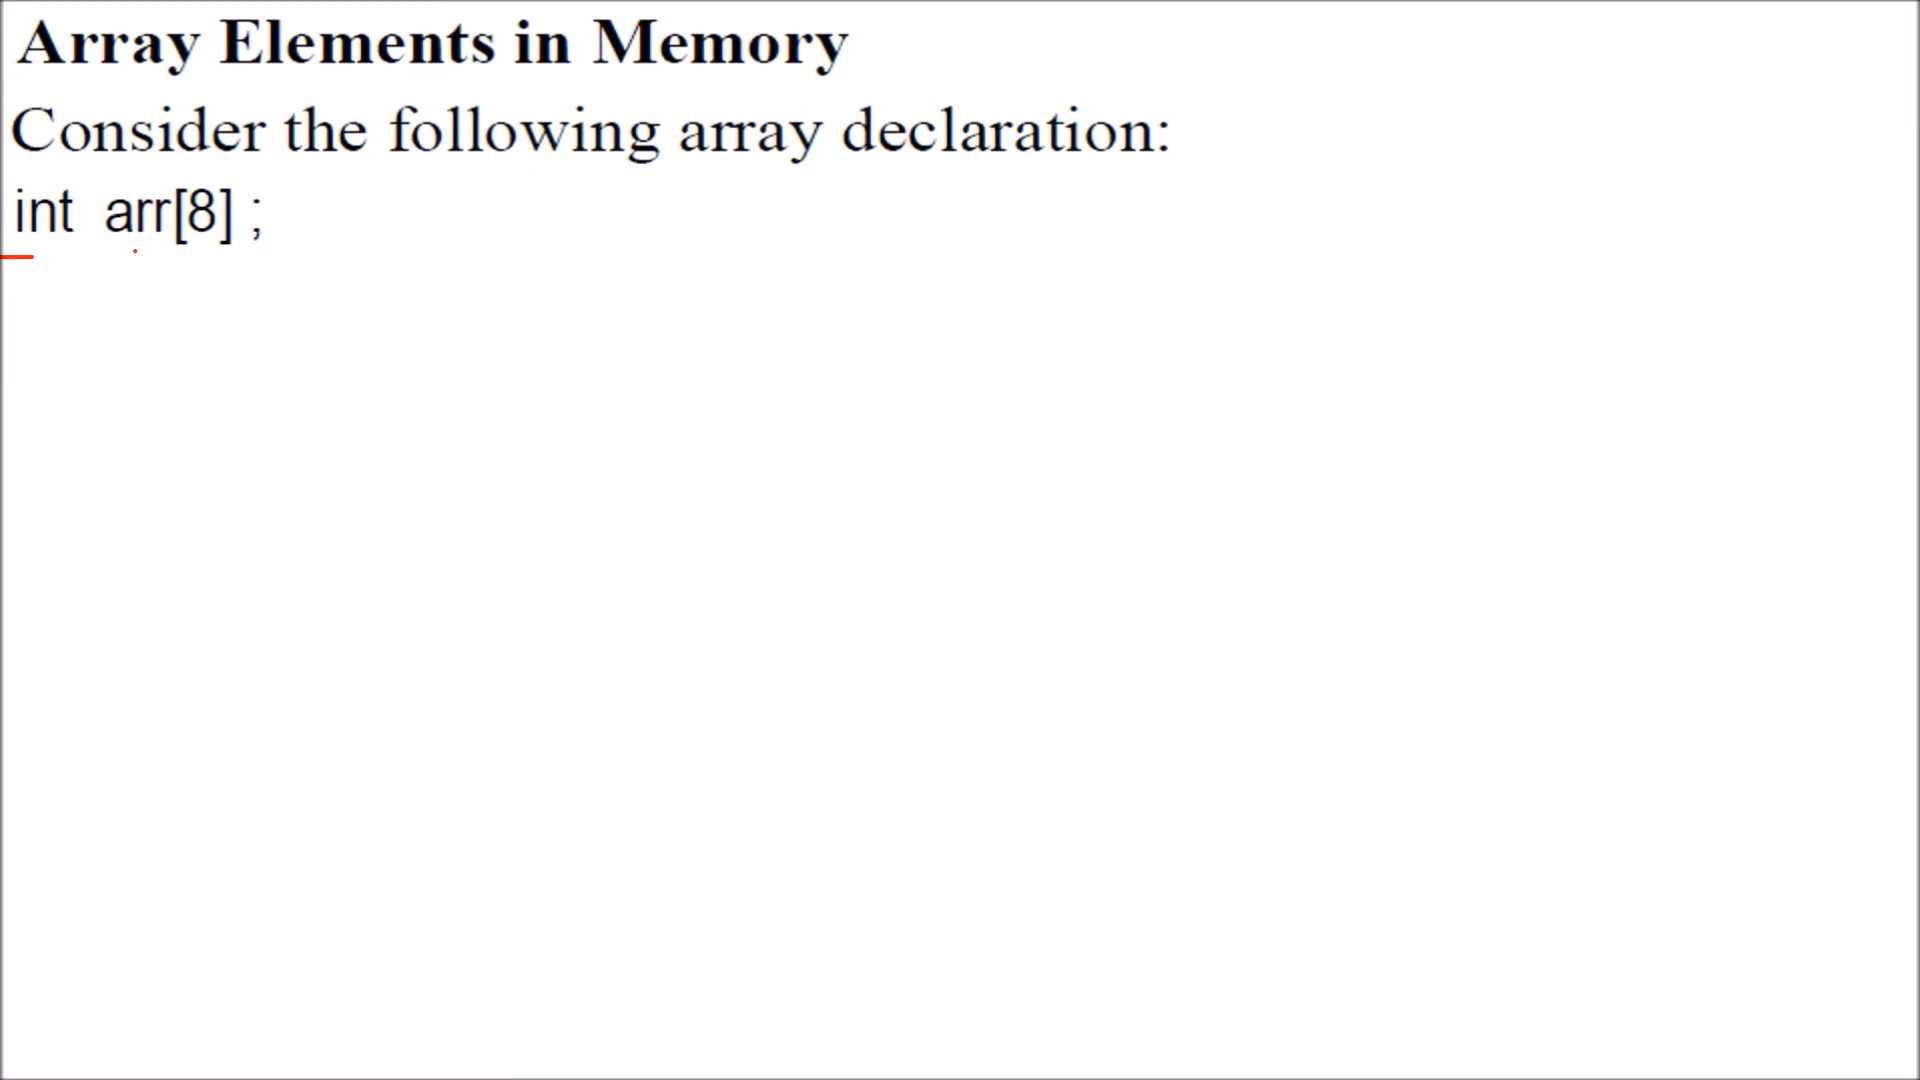 Array Elements in Memory
Consider the following array declaration:
int arr[8] ;